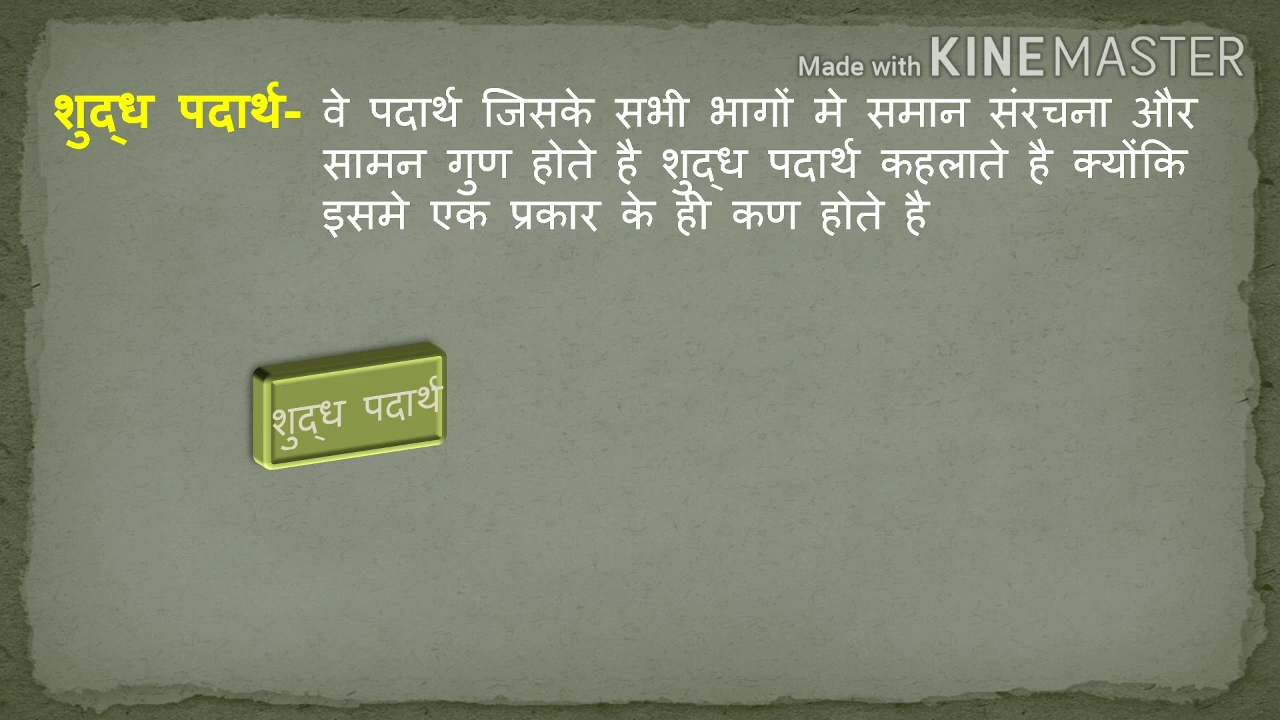 Made with KINEMASTER
शुद्ध पदार्थ- वे पदार्थ जिसके सभी भागों मे समान संरचना और
सामन गुण होते है शुद्ध पदार्थ कहलाते है क्योंकि
इसमे एक प्रकार के ही कण होते है
शुद्ध पदार्थ